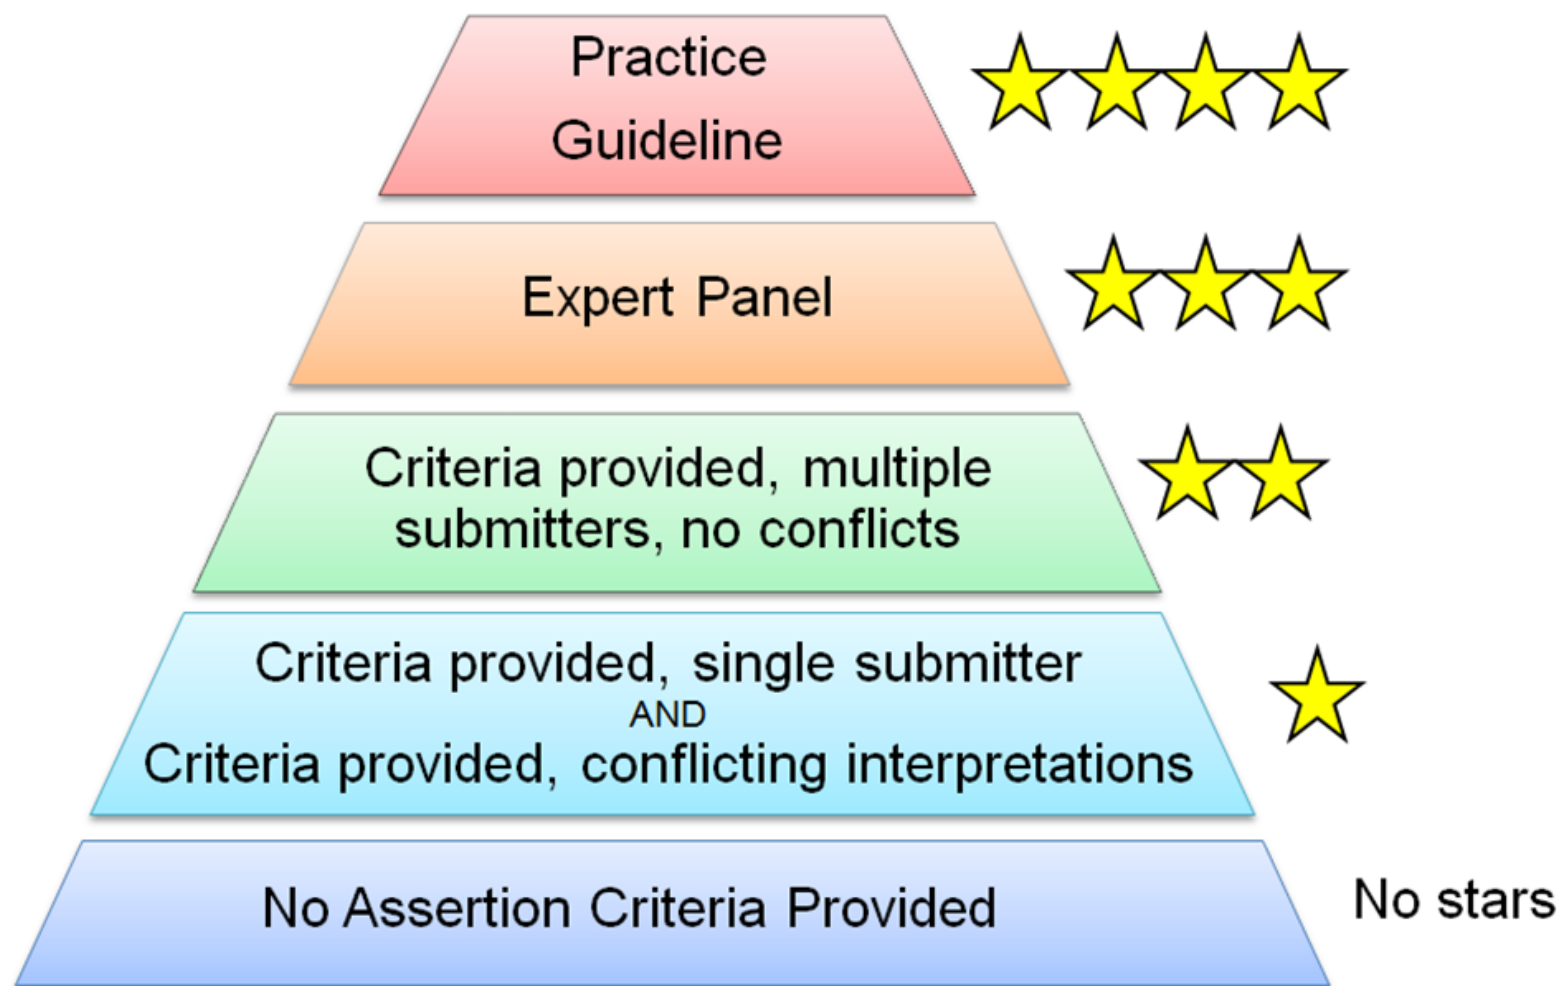 Practice
Guideline
Expert Panel
Criteria provided, multiple
submitters, no conflicts
Criteria provided, single submitter
AND
Criteria provided, conflicting interpretations
No Assertion Criteria Provided
No stars